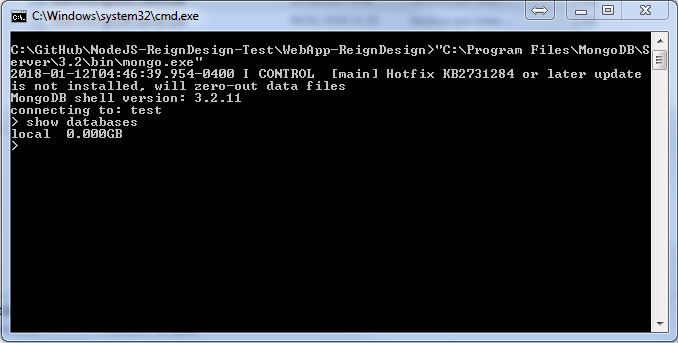 C:\Windows\system32\cmd.exe
C:\GitHub\NodeJS-ReignDesign-Test\WebApp-ReignDesign>"C:\Program Files\MongoDB\S
erver\3.2\bin\mongo.exe"
2018-01-12T04:46:39.954-0400 I CONTROL  [main] Hotfix KB2731284 or later update
is not installed, will zero-out data files
MongoDB shell version: 3.2.11
connecting to: test
> show databases
local  0.000GB
>